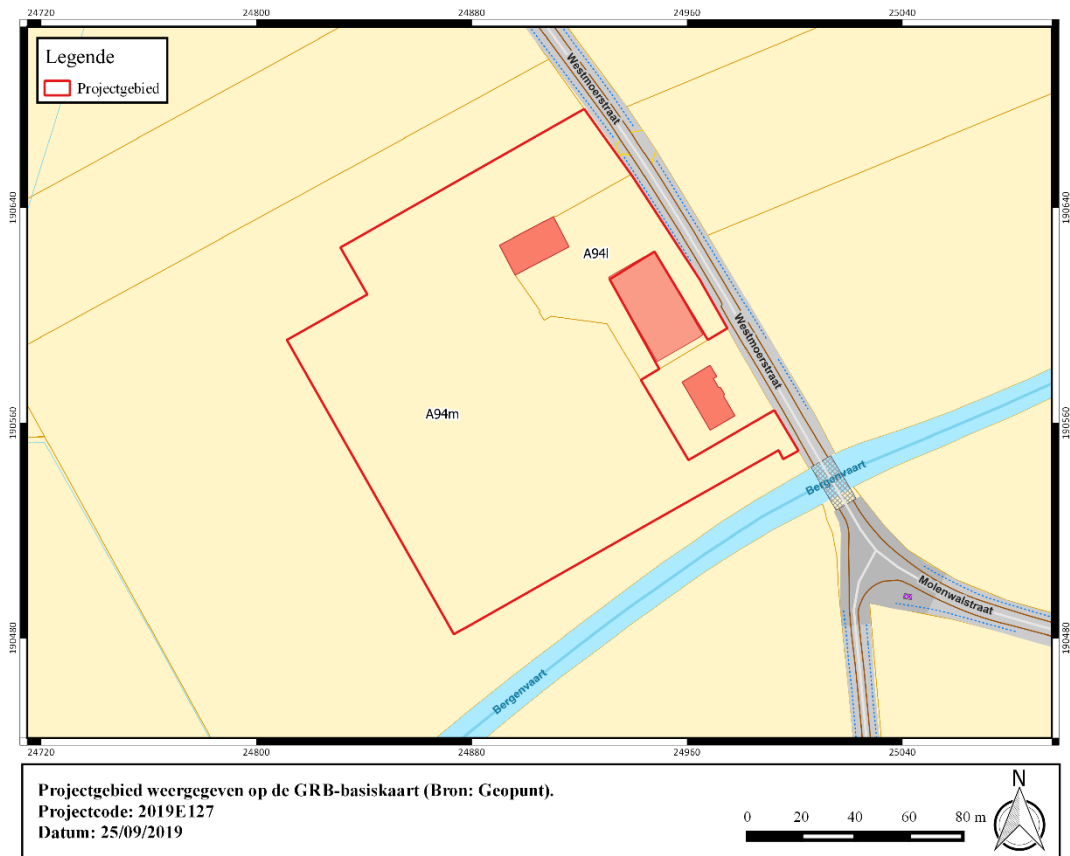 24720 24800 24880 24960 25040
Legende
Projectgebied
Westmoerstraat
190640
190640
A94l
Westmoerstraat
A94m
190560
190560
Bergenvaart
Molenwalstraat
190480
190480
Bergenvaart
24720 24800 24880 24960 25040
Projectgebied weergegeven op de GRB-basiskaart (Bron: Geopunt).
Projectcode: 2019E127
Datum: 25/09/2019
N
0 20 40 60 80 m